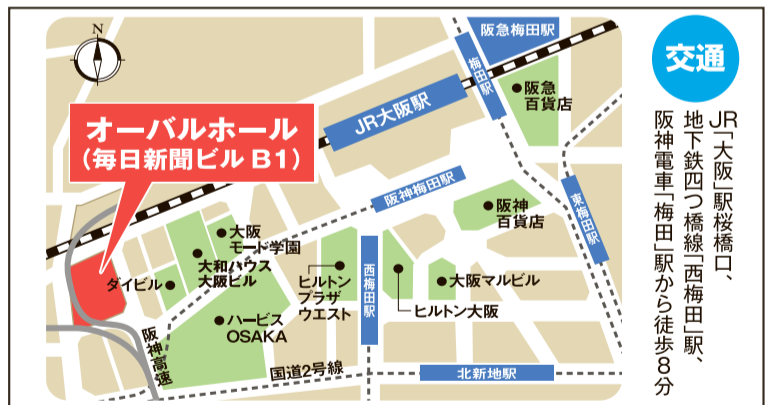 N
阪急梅田駅
梅田駅
阪急
百貨店
JR大阪駅
オーバルホール
(毎日新聞ビル B1)
阪神梅田駅
阪神
百貨店
東梅田駅
大阪
モード学園
大和ハウス
大阪ビル
ダイビル
ヒルトン
プラザ
ウエスト
西梅田駅
大阪マルビル
ヒルトン大阪
ハービス
OSAKA
阪神高速
国道2号線
北新地駅
交通
JR「大阪」駅桜橋口、
地下鉄四つ橋線「西梅田」駅、
阪神電車「梅田」駅から徒歩8分